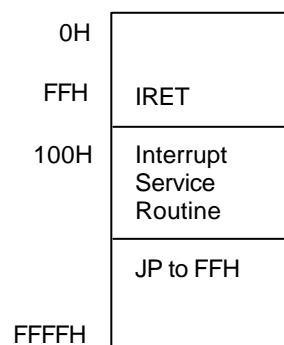 0H
FFH IRET
100H Interrupt
Service
Routine
JP to FFH
FFFFH